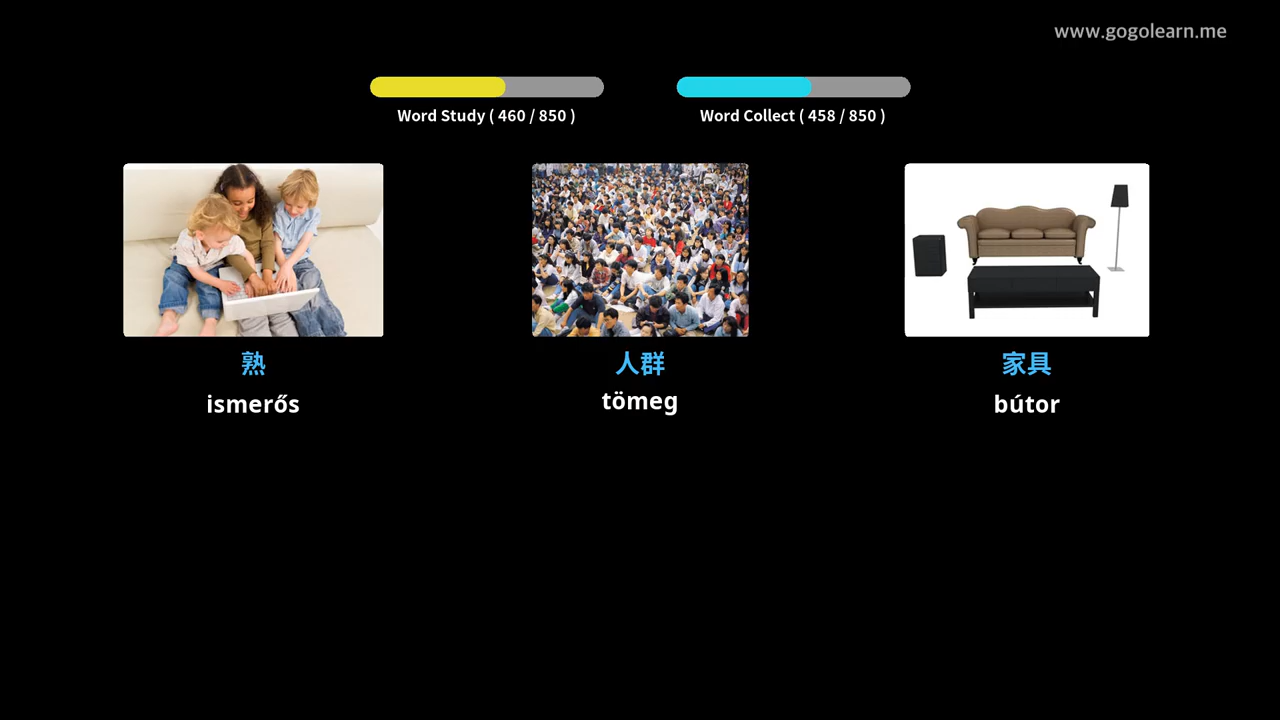 www.gogolearn.me
Word Study ( 460 / 850 )
Word Collect ( 458 / 850 )
熟
人群
家具
ismerős
tömeg
bútor